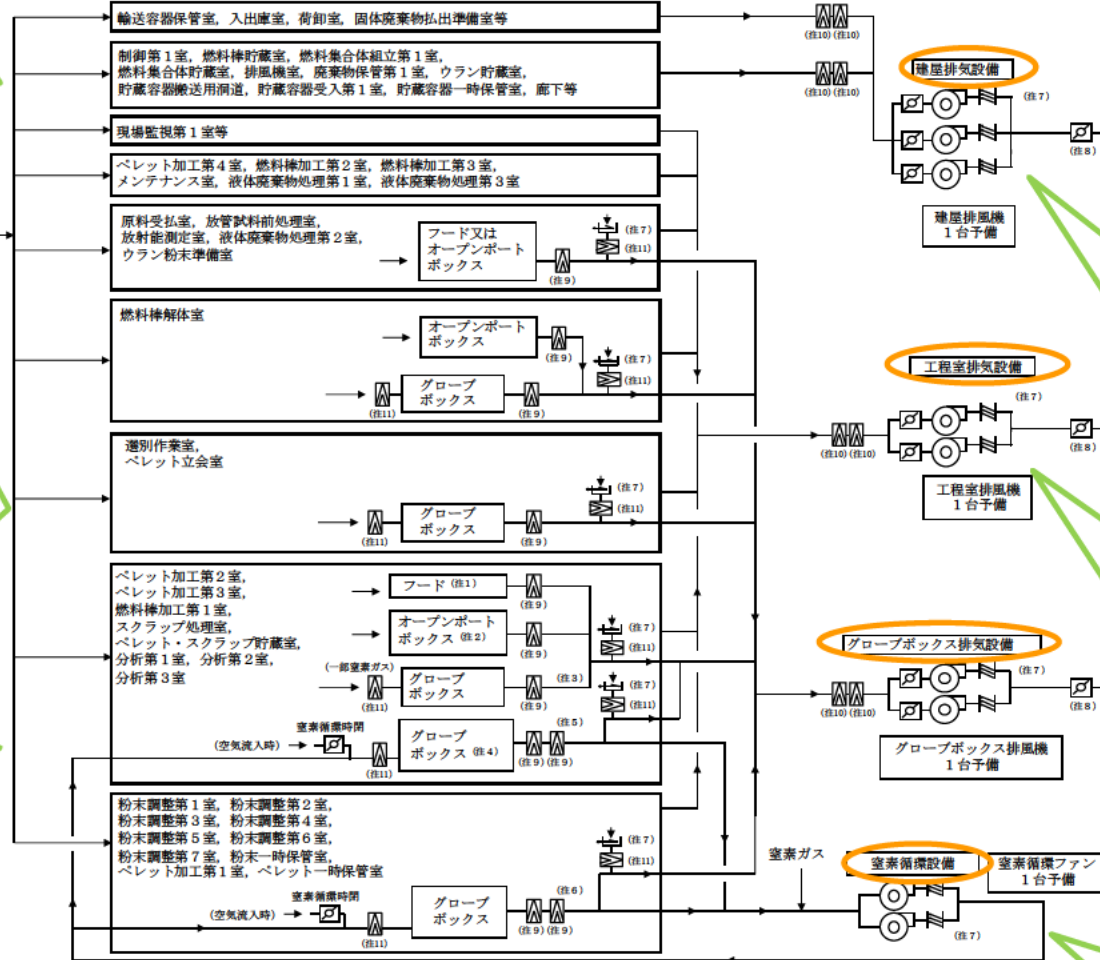 輸送容器保管室，入出庫室，荷卸室，固体廃棄物払出準備室等
(注10) (注10)
制御第1室，燃料棒貯蔵室，燃料集合体組立第1室，
燃料集合体貯蔵室，排風機室，廃棄物保管第1室，ウラン貯蔵室，
貯蔵容器搬送用洞道，貯蔵容器受入第1室，貯蔵容器一時保管室，廊下等
(注10) (注10)
建屋排気設備
(注7)
(注8)
建屋排風機
1台予備
現場監視第1室等
ペレット加工第4室，燃料棒加工第2室，燃料棒加工第3室，
メンテナンス室，液体廃棄物処理第1室，液体廃棄物処理第3室
原料受払室，放管試料前処理室，
放射能測定室，液体廃棄物処理第2室，
ウラン粉末準備室
フード又は
オープンポート
ボックス
(注9)
(注7)
(注11)
燃料棒解体室
オープンポート
ボックス
(注9)
(注7)
(注11)
グローブ
ボックス
(注11)
(注9)
工程室排気設備
(注7)
(注10) (注10)
(注8)
工程室排風機
1台予備
選別作業室，
ペレット立会室
グローブ
ボックス
(注11)
(注9)
(注7)
(注11)
ペレット加工第2室，
ペレット加工第3室，
燃料棒加工第1室，
スクラップ処理室，
ペレット・スクラップ貯蔵室，
分析第1室，分析第2室，
分析第3室
フード (注1)
(注9)
オープンポート
ボックス (注2)
(注9)
(注7)
(注11)
(一部窒素ガス)
グローブ
ボックス
(注11)
(注9)
(注3)
(注7)
(注11)
窒素循環時閉
(空気流入時)
グローブ
ボックス (注4)
(注11)
(注9) (注9)
(注5)
グローブボックス排気設備
(注7)
(注10) (注10)
(注8)
グローブボックス排風機
1台予備
粉末調整第1室，粉末調整第2室，
粉末調整第3室，粉末調整第4室，
粉末調整第5室，粉末調整第6室，
粉末調整第7室，粉末一時保管室，
ペレット加工第1室，ペレット一時保管室
窒素循環時閉
(空気流入時)
グローブ
ボックス
(注11)
(注9) (注9)
(注6)
(注7)
(注11)
窒素ガス
窒素循環設備
窒素循環ファン
1台予備
(注7)